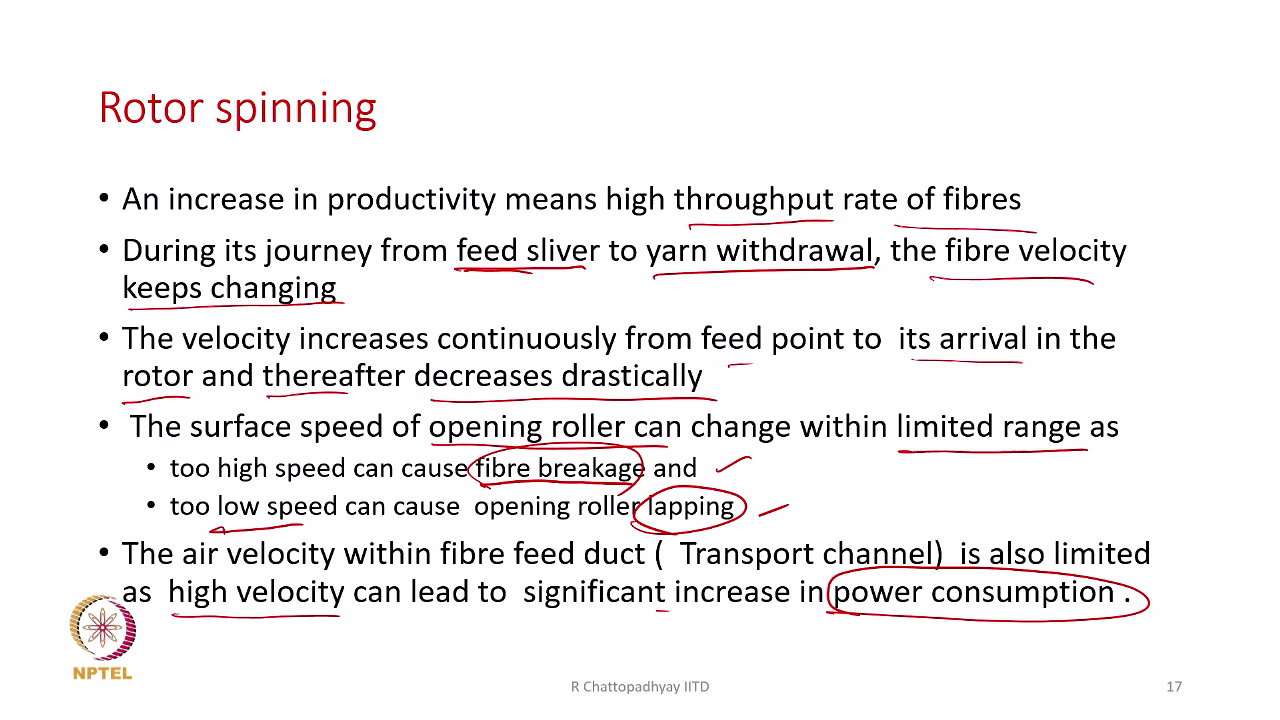 Rotor spinning
• An increase in productivity means high throughput rate of fibres
• During its journey from feed sliver to yarn withdrawal, the fibre velocity
keeps changing
• The velocity increases continuously from feed point to its arrival in the
rotor and thereafter decreases drastically
• The surface speed of opening roller can change within limited range as
• too high speed can cause fibre breakage and
• too low speed can cause opening roller lapping
• The air velocity within fibre feed duct ( Transport channel) is also limited
as high velocity can lead to significant increase in power consumption .
NPTEL
R Chattopadhyay IITD
17